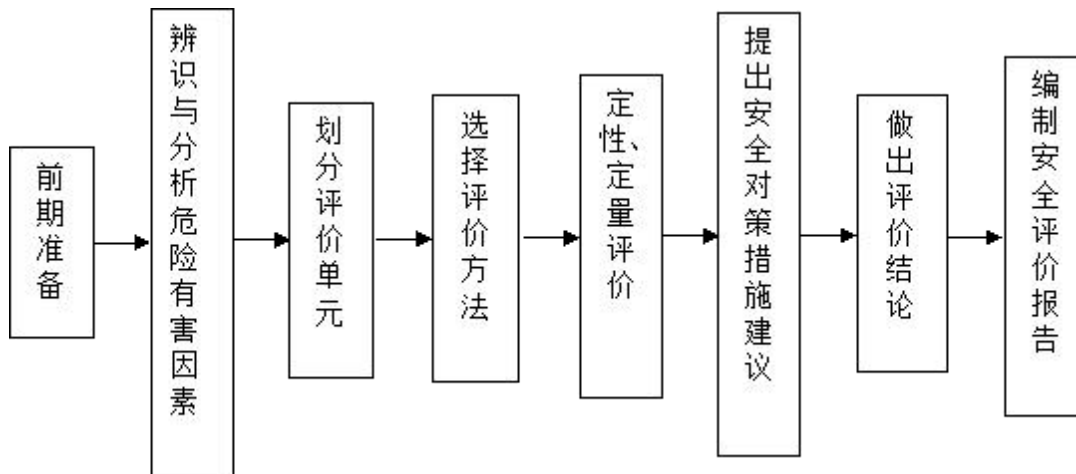 前期准备
辨识与分析危险有害因素
划分评价单元
选择评价方法
定性、定量评价
提出安全对策措施建议
做出评价结论
编制安全评价报告